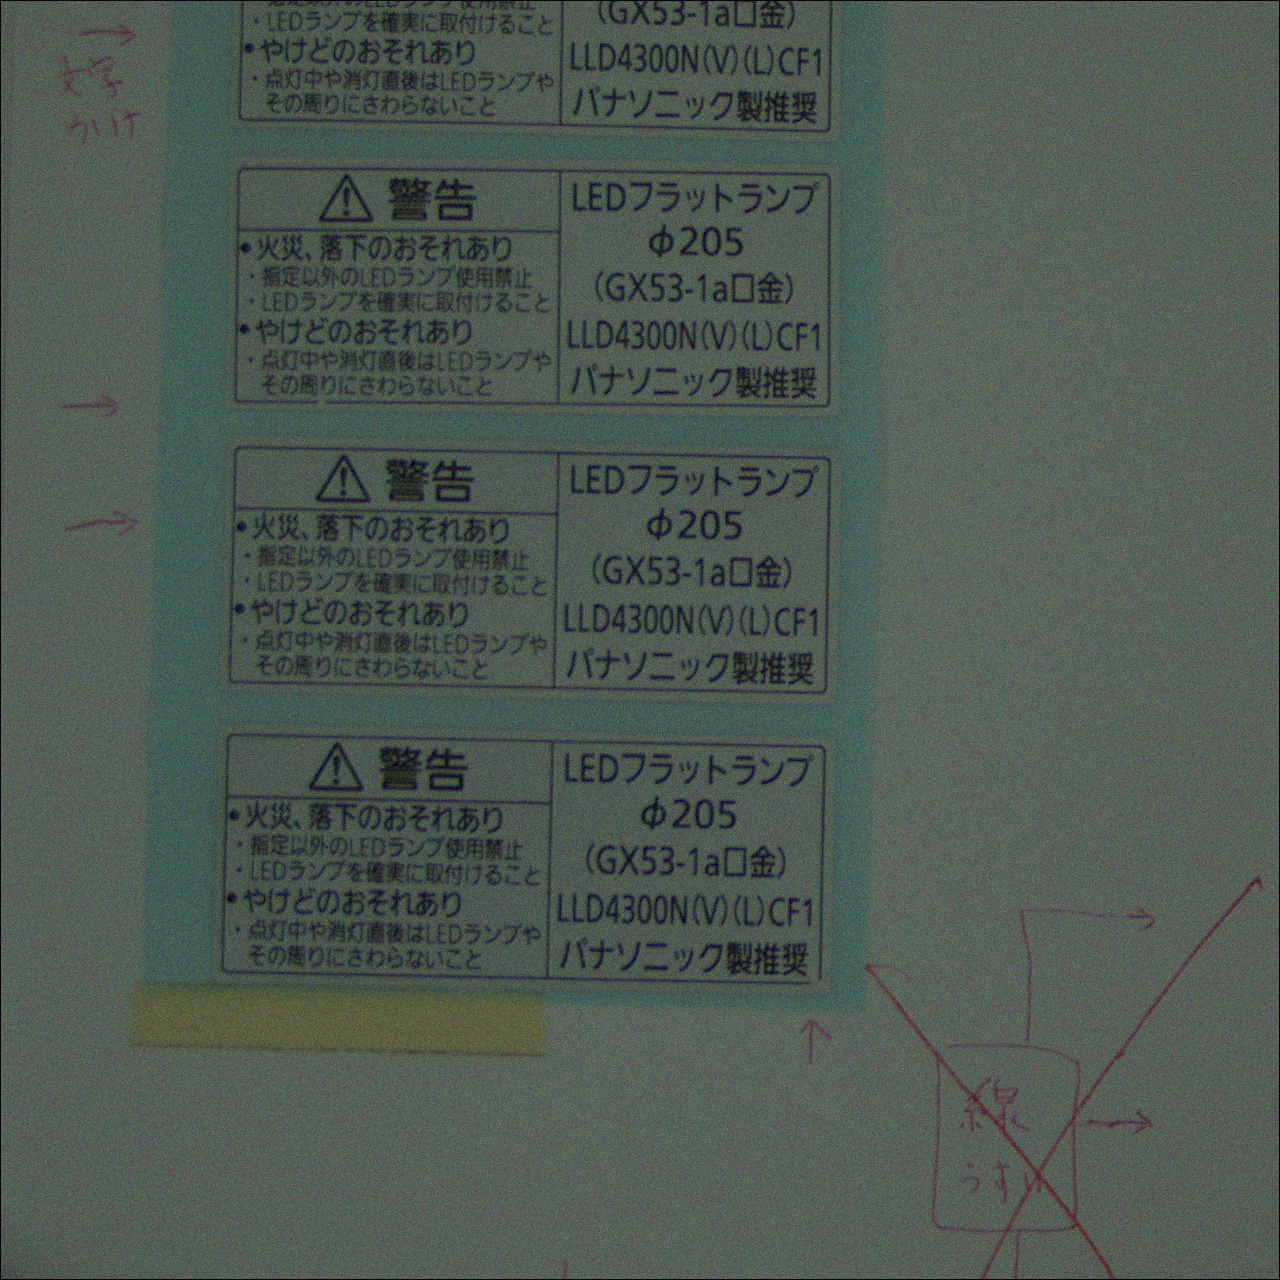 文字
カケ
・LEDランプを確実に取付けること
●やけどのおそれあり
・点灯中や消灯直後はLEDランプや
その周りにさわらないこと
(GX53-1a口金)
LLD4300N(V)(L)CF1
パナソニック製推奨
警告
●火災、落下のおそれあり
・指定以外のLEDランプ使用禁止
・LEDランプを確実に取付けること
●やけどのおそれあり
・点灯中や消灯直後はLEDランプや
その周りにさわらないこと
LEDフラットランプ
φ205
(GX53-1a口金)
LLD4300N(V)(L)CF1
パナソニック製推奨
警告
●火災、落下のおそれあり
・指定以外のLEDランプ使用禁止
・LEDランプを確実に取付けること
●やけどのおそれあり
・点灯中や消灯直後はLEDランプや
その周りにさわらないこと
LEDフラットランプ
φ205
(GX53-1a口金)
LLD4300N(V)(L)CF1
パナソニック製推奨
警告
●火災、落下のおそれあり
・指定以外のLEDランプ使用禁止
・LEDランプを確実に取付けること
●やけどのおそれあり
・点灯中や消灯直後はLEDランプや
その周りにさわらないこと
LEDフラットランプ
φ205
(GX53-1a口金)
LLD4300N(V)(L)CF1
パナソニック製推奨
線
うすい